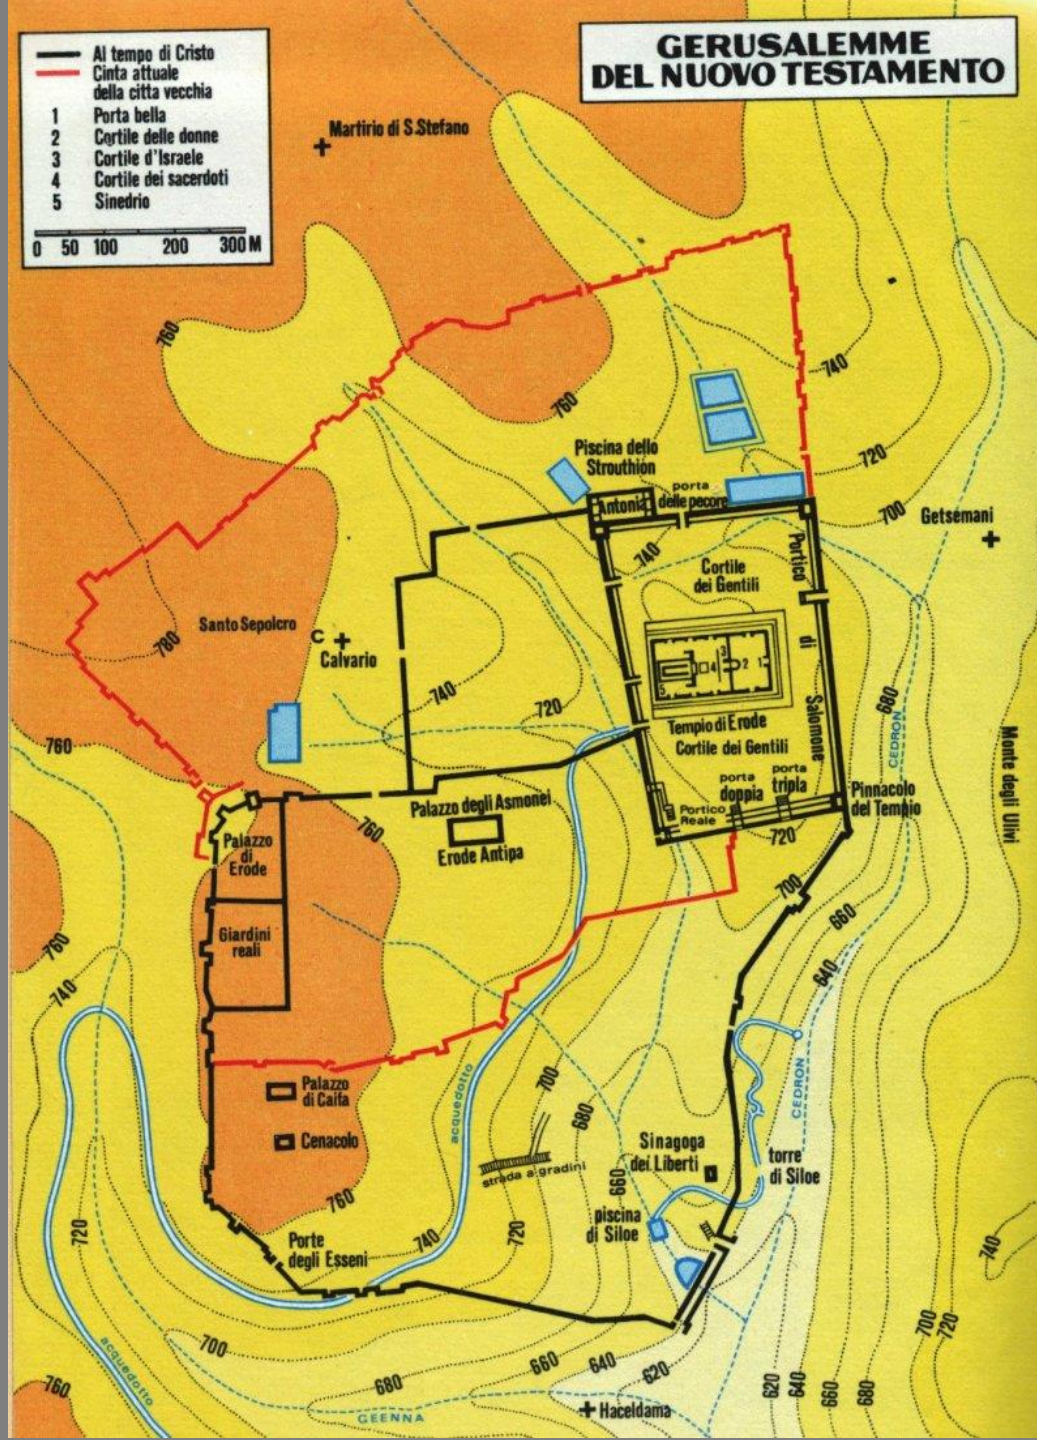 GERUSALEMME
DEL NUOVO TESTAMENTO
Al tempo di Cristo
Cinta attuale
della citta vecchia
1 Porta bella
2 Cortile delle donne
3 Cortile d'Israele
4 Cortile dei sacerdoti
5 Sinedrio
0 50 100 200 300 M
Martirio di S.Stefano
760
740
760
720
Piscina dello
Strouthion
porta
delle pecore
Antonia
700
Getsemani
740
Portico
di
Salomone
Cortile
dei Gentili
Santo Sepolcro
C
Calvario
780
3
4
2
1
5
740
720
680
CEDRON
Tempio di Erode
Cortile dei Gentili
760
Monte degli Ulivi
porta
doppia
porta
tripla
Pinnacolo
del Tempio
Portico
Reale
Palazzo degli Asmonei
760
Erode Antipa
720
Palazzo
di
Erode
700
660
Giardini
reali
760
740
640
CEDRON
Palazzo
di Caifa
acquedotto
700
680
Cenacolo
Sinagoga
dei Liberti
torre
di Siloe
strada a gradini
660
760
piscina
di Siloe
720
Porte
degli Esseni
740
720
740
700
660
640
620
680
620
640
660
680
700
720
acquedotto
760
GEENNA
Haceldama